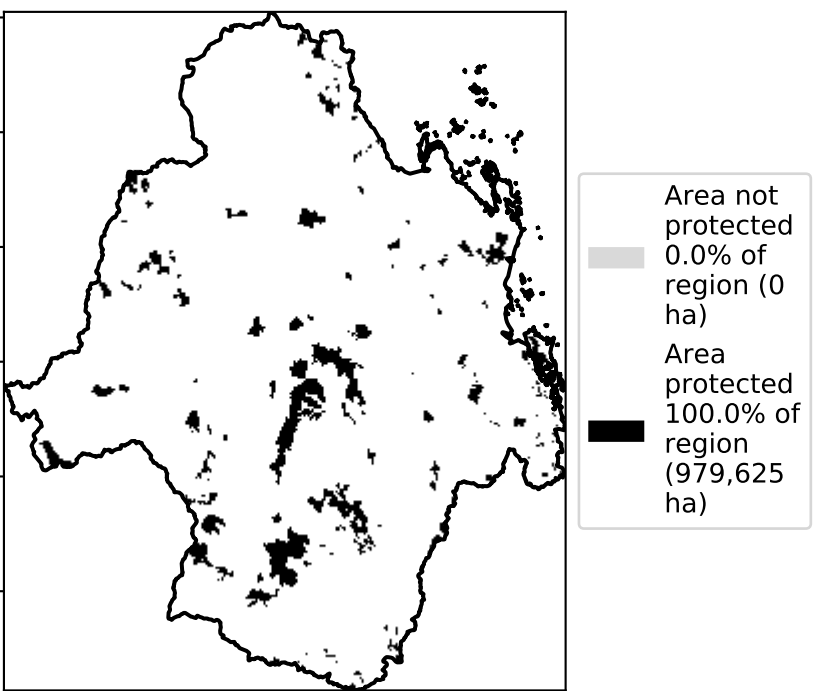 Area not
protected
0.0% of
region (0
ha)
Area
protected
100.0% of
region
(979,625
ha)